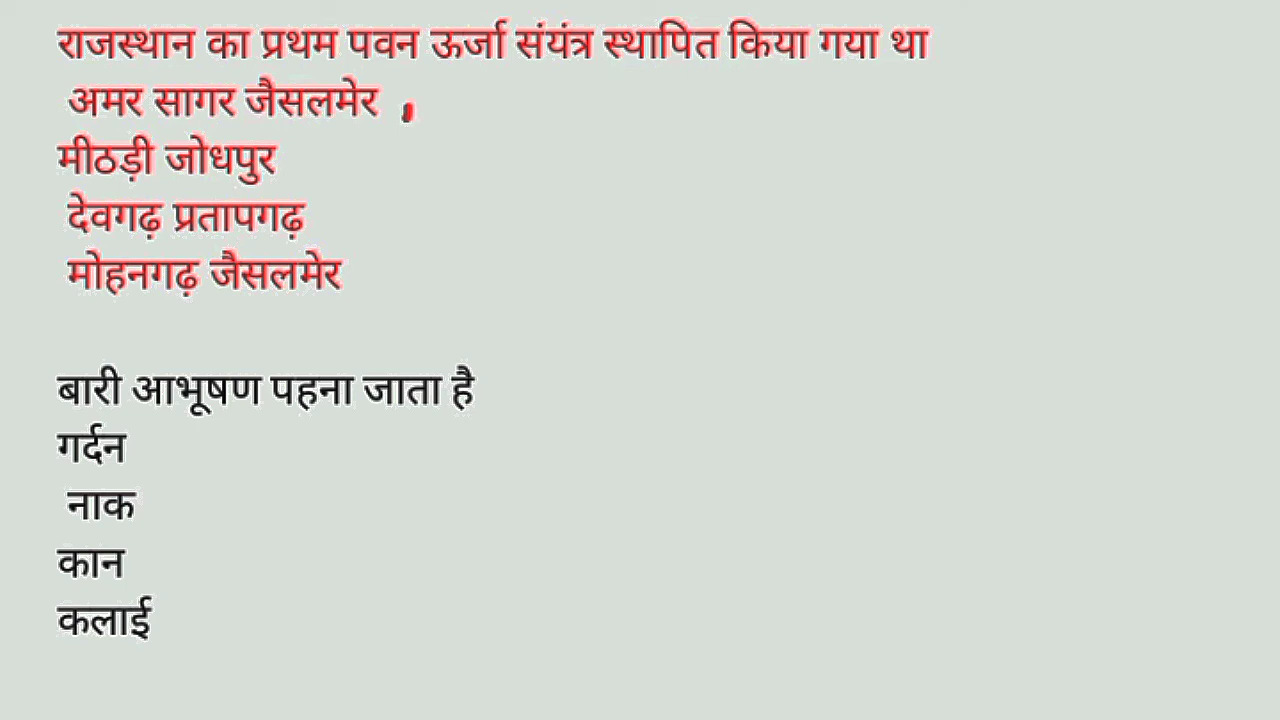 राजस्थान का प्रथम पवन ऊर्जा संयंत्र स्थापित किया गया था
अमर सागर जैसलमेर ,
मीठड़ी जोधपुर
देवगढ़ प्रतापगढ़
मोहनगढ़ जैसलमेर
बारी आभूषण पहना जाता है
गर्दन
नाक
कान
कलाई